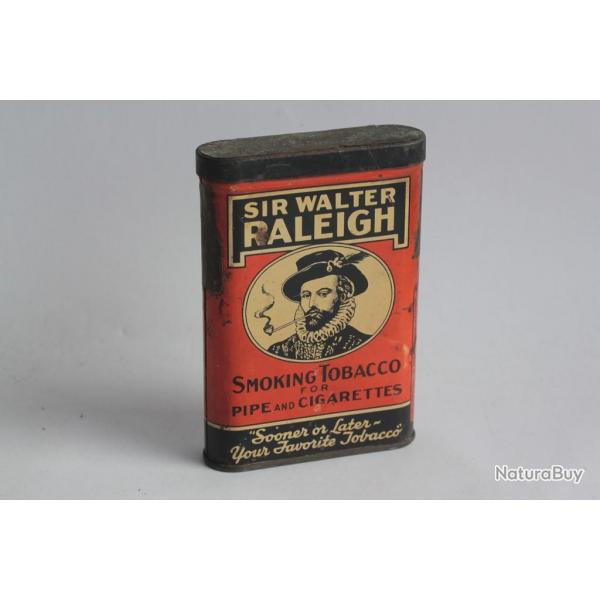 SIR WALTER
RALEIGH
SMOKING TOBACCO
FOR
PIPE AND CIGARETTES
"Sooner or Later-
Your Favorite Tobacco"
NaturaBuy